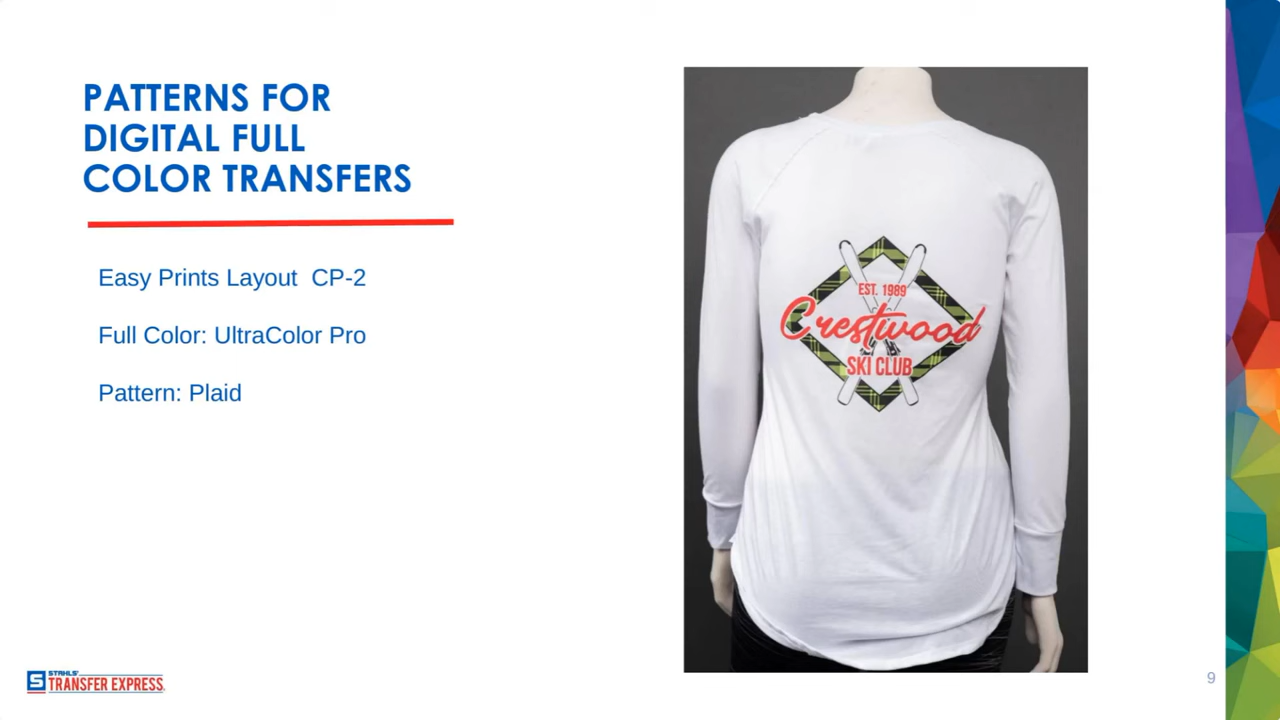 PATTERNS FOR
DIGITAL FULL
COLOR TRANSFERS
Easy Prints Layout  CP-2
Full Color: UltraColor Pro
Pattern: Plaid
EST. 1989
Crestwood
SKI CLUB
S STAHLS'
TRANSFER EXPRESS.
9